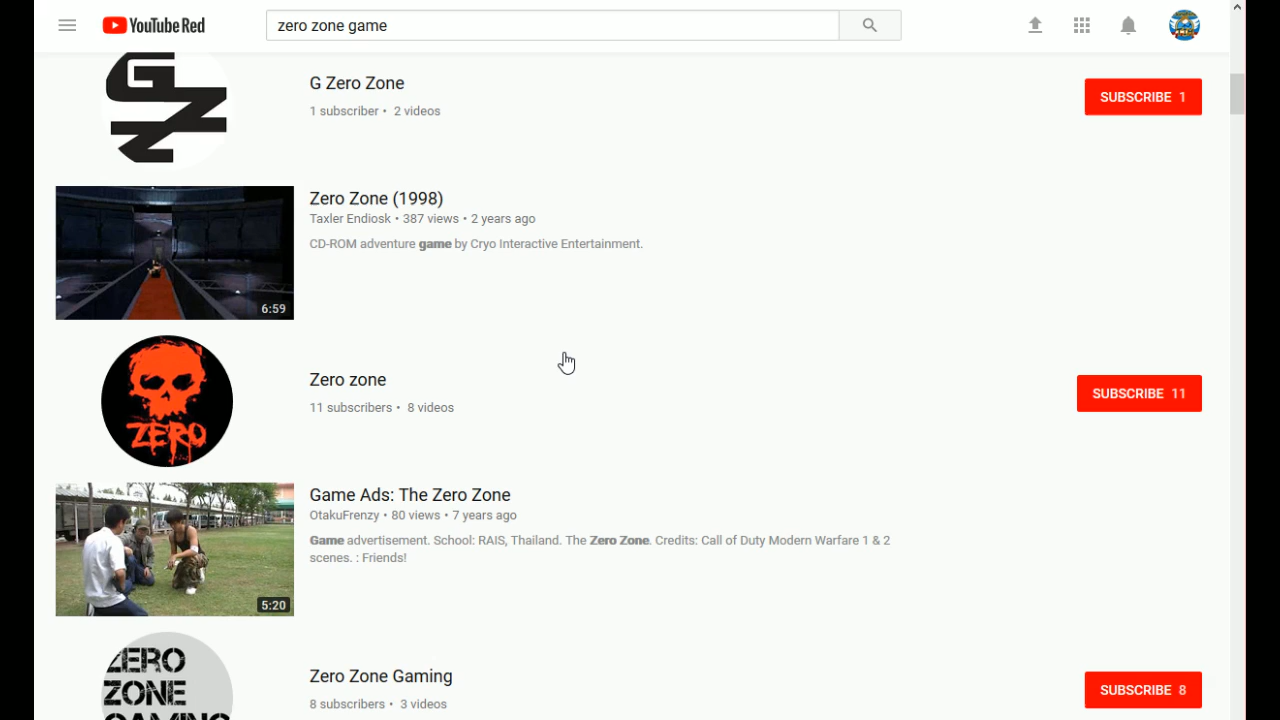 YouTube Red
zero zone game
GZZ
G Zero Zone
1 subscriber • 2 videos
SUBSCRIBE 1
Zero Zone (1998)
Taxler Endiosk • 387 views • 2 years ago
CD-ROM adventure game by Cryo Interactive Entertainment.
6:59
Zero zone
11 subscribers • 8 videos
SUBSCRIBE 11
ZERO
Game Ads: The Zero Zone
OtakuFrenzy • 80 views • 7 years ago
Game advertisement. School: RAIS, Thailand. The Zero Zone. Credits: Call of Duty Modern Warfare 1 & 2
scenes. : Friends!
5:20
ZERO
ZONE
GAMING
Zero Zone Gaming
8 subscribers • 3 videos
SUBSCRIBE 8